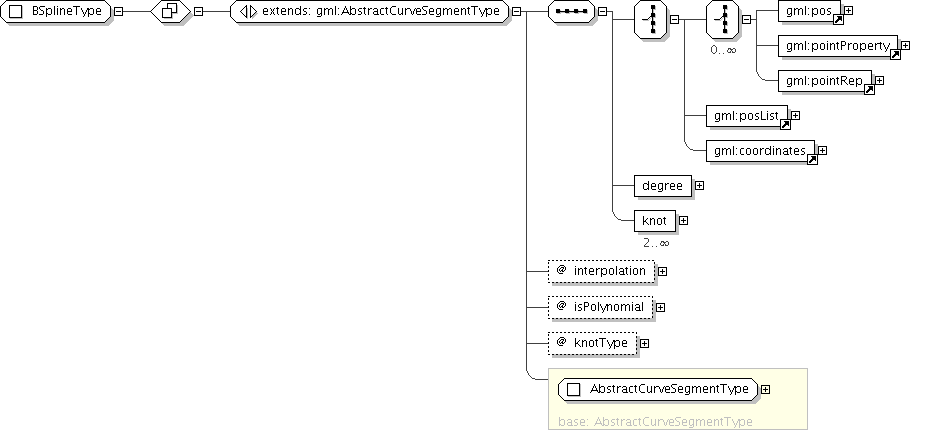 BSplineType
extends: gml:AbstractCurveSegmentType
gml:pos
0..∞
gml:pointProperty
gml:pointRep
gml:posList
gml:coordinates
degree
knot
2..∞
@ interpolation
@ isPolynomial
@ knotType
AbstractCurveSegmentType
base: AbstractCurveSegmentType